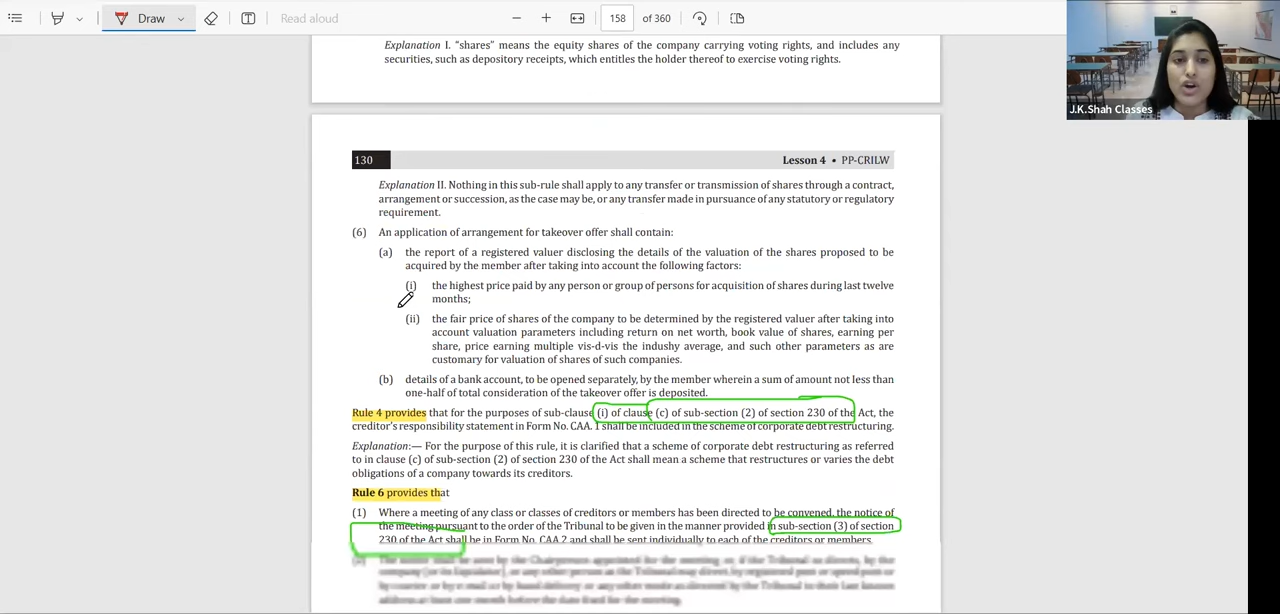 Draw
Read aloud
158 of 360
J.K.Shah Classes
Explanation I. “shares” means the equity shares of the company carrying voting rights, and includes any
securities, such as depository receipts, which entitles the holder thereof to exercise voting rights.
130
Lesson 4 • PP-CRILW
Explanation II. Nothing in this sub-rule shall apply to any transfer or transmission of shares through a contract,
arrangement or succession, as the case may be, or any transfer made in pursuance of any statutory or regulatory
requirement.
(6) An application of arrangement for takeover offer shall contain:
(a) the report of a registered valuer disclosing the details of the valuation of the shares proposed to be
acquired by the member after taking into account the following factors:
(i) the highest price paid by any person or group of persons for acquisition of shares during last twelve
months;
(ii) the fair price of shares of the company to be determined by the registered valuer after taking into
account valuation parameters including return on net worth, book value of shares, earning per
share, price earning multiple vis-d-vis the indushy average, and such other parameters as are
customary for valuation of shares of such companies.
(b) details of a bank account, to be opened separately, by the member wherein a sum of amount not less than
one-half of total consideration of the takeover offer is deposited.
Rule 4 provides that for the purposes of sub-clause (i) of clause (c) of sub-section (2) of section 230 of the Act, the
creditor's responsibility statement in Form No. CAA. 1 shall be included in the scheme of corporate debt restructuring.
Explanation:— For the purpose of this rule, it is clarified that a scheme of corporate debt restructuring as referred
to in clause (c) of sub-section (2) of section 230 of the Act shall mean a scheme that restructures or varies the debt
obligations of a company towards its creditors.
Rule 6 provides that
(1) Where a meeting of any class or classes of creditors or members has been directed to be convened, the notice of
the meeting pursuant to the order of the Tribunal to be given in the manner provided in sub-section (3) of section
230 of the Act shall be in Form No. CAA.2 and shall be sent individually to each of the creditors or members.